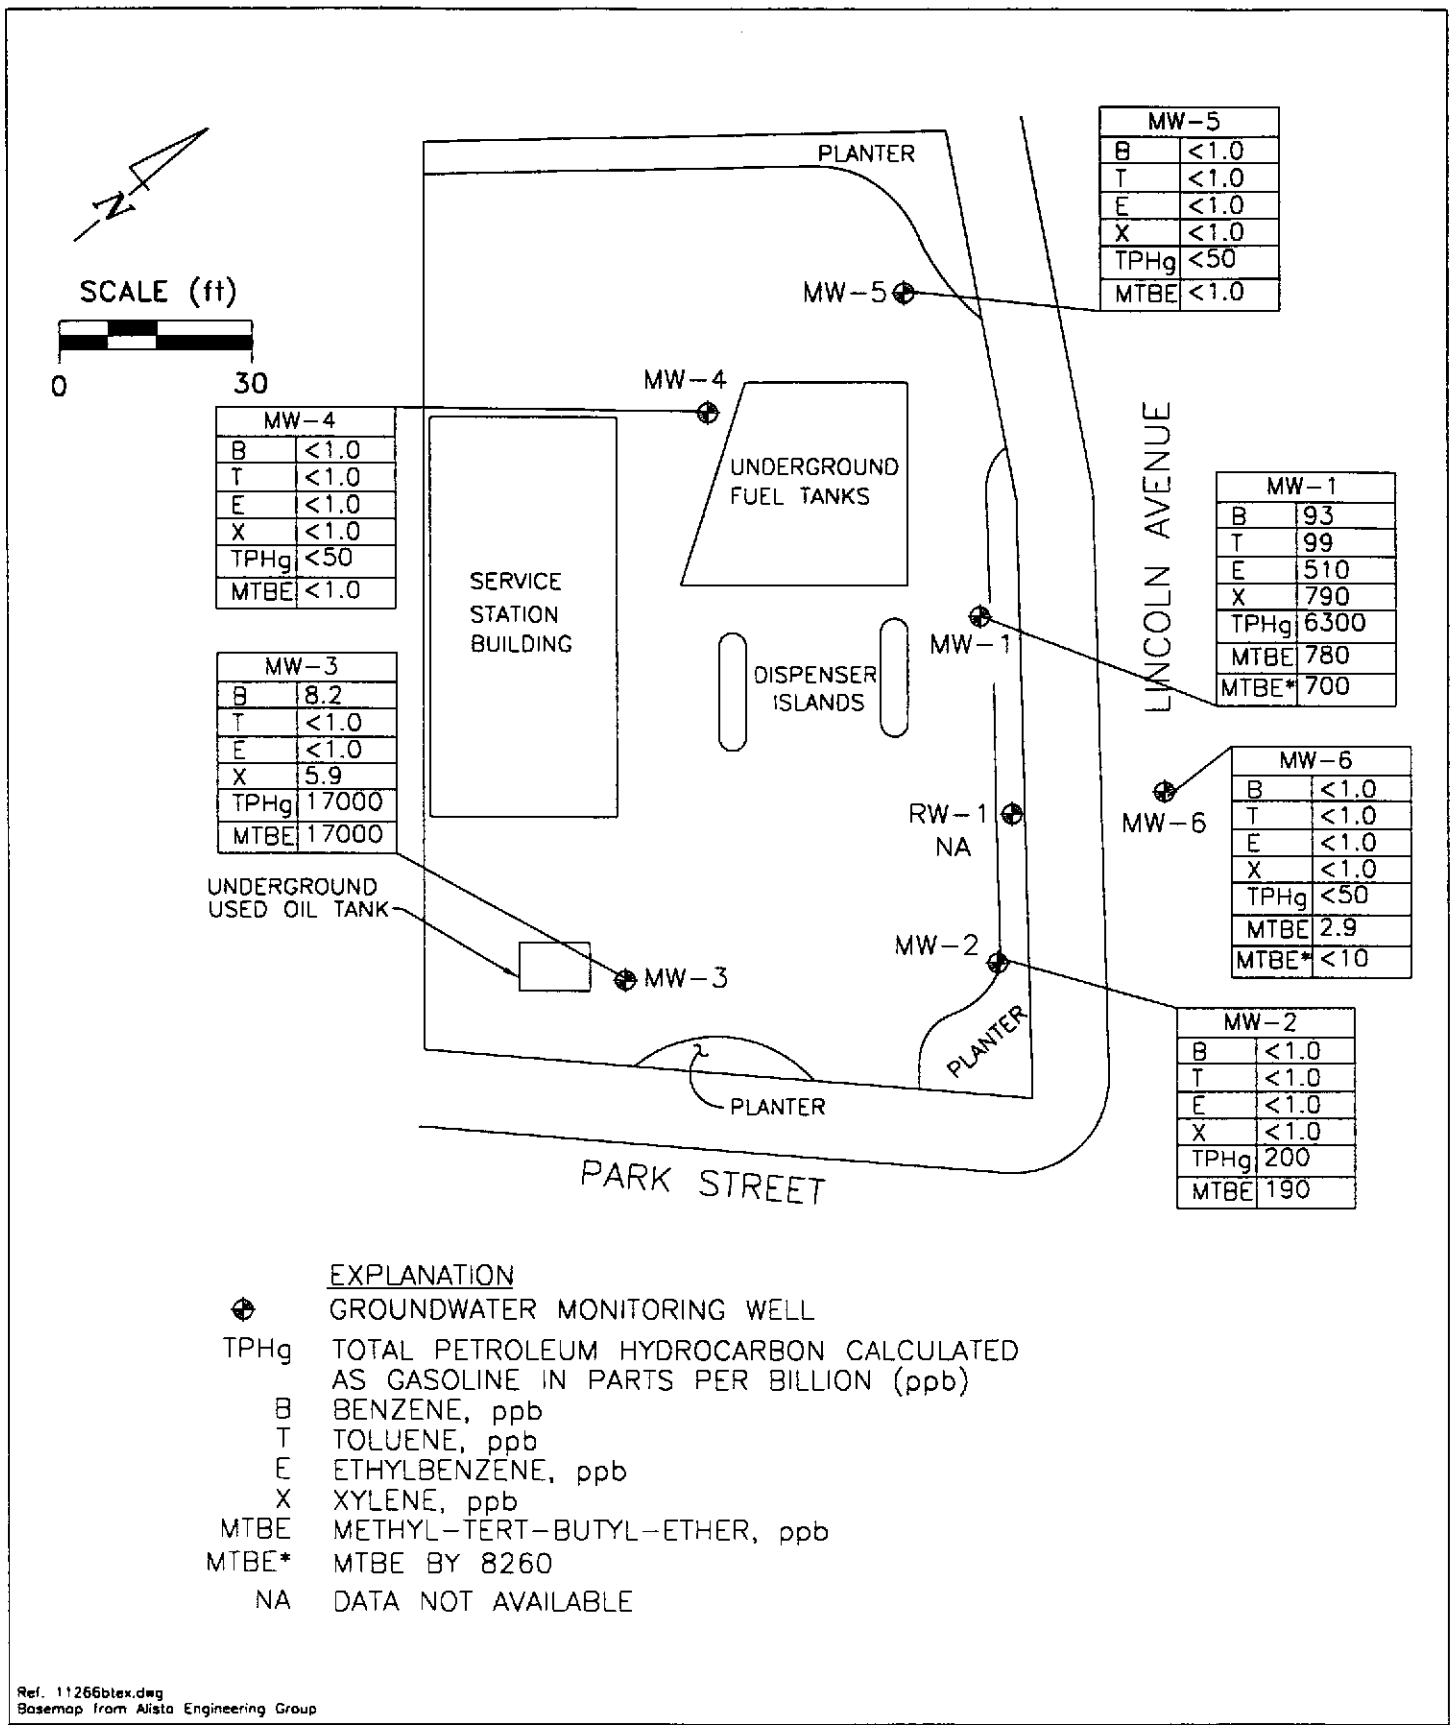 N
SCALE (ft)
0 30
PLANTER
MW-5
B <1.0
T <1.0
E <1.0
X <1.0
TPHg <50
MTBE <1.0
MW-5
MW-4
MW-4
B <1.0
T <1.0
E <1.0
X <1.0
TPHg <50
MTBE <1.0
UNDERGROUND
FUEL TANKS
LINCOLN AVENUE
MW-1
B 93
T 99
E 510
X 790
TPHg 6300
MTBE 780
MTBE* 700
SERVICE
STATION
BUILDING
MW-1
DISPENSER
ISLANDS
MW-3
B 8.2
T <1.0
E <1.0
X 5.9
TPHg 17000
MTBE 17000
RW-1
NA
MW-6
MW-6
B <1.0
T <1.0
E <1.0
X <1.0
TPHg <50
MTBE 2.9
MTBE* <10
UNDERGROUND
USED OIL TANK
MW-3
MW-2
MW-2
B <1.0
T <1.0
E <1.0
X <1.0
TPHg 200
MTBE 190
PLANTER
PLANTER
PARK STREET
EXPLANATION
GROUNDWATER MONITORING WELL
TPHg TOTAL PETROLEUM HYDROCARBON CALCULATED
AS GASOLINE IN PARTS PER BILLION (ppb)
B BENZENE, ppb
T TOLUENE, ppb
E ETHYLBENZENE, ppb
X XYLENE, ppb
MTBE METHYL-TERT-BUTYL-ETHER, ppb
MTBE* MTBE BY 8260
NA DATA NOT AVAILABLE
Ref. 11266btex.dwg
Basemap from Alisto Engineering Group